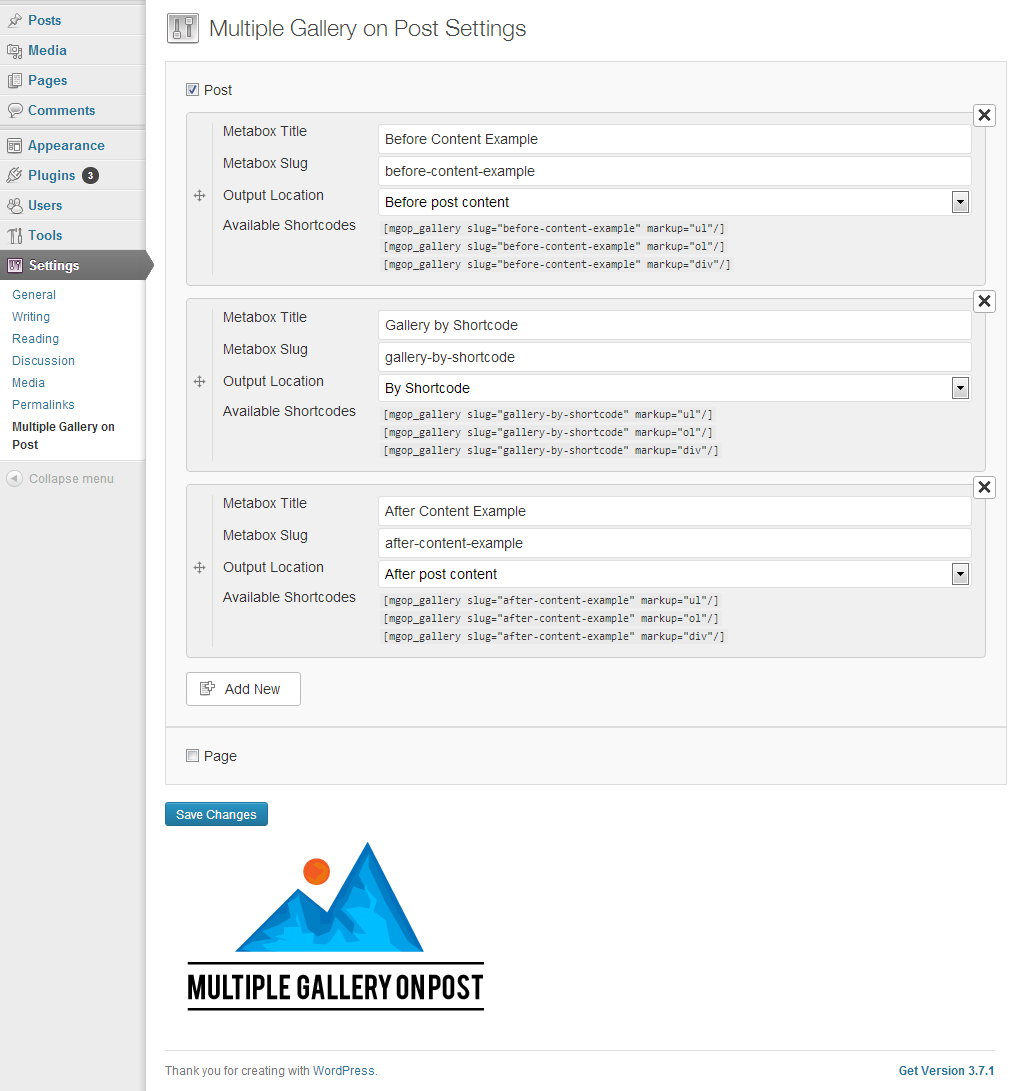 Posts
Media
Pages
Comments
Appearance
Plugins 3
Users
Tools
Settings
General
Writing
Reading
Discussion
Media
Permalinks
Multiple Gallery on
Post
Collapse menu
Multiple Gallery on Post Settings
Post
Metabox Title
Before Content Example
Metabox Slug
before-content-example
Output Location
Before post content
Available Shortcodes
[mgop_gallery slug="before-content-example" markup="ul"/]
[mgop_gallery slug="before-content-example" markup="ol"/]
[mgop_gallery slug="before-content-example" markup="div"/]
Metabox Title
Gallery by Shortcode
Metabox Slug
gallery-by-shortcode
Output Location
By Shortcode
Available Shortcodes
[mgop_gallery slug="gallery-by-shortcode" markup="ul"/]
[mgop_gallery slug="gallery-by-shortcode" markup="ol"/]
[mgop_gallery slug="gallery-by-shortcode" markup="div"/]
Metabox Title
After Content Example
Metabox Slug
after-content-example
Output Location
After post content
Available Shortcodes
[mgop_gallery slug="after-content-example" markup="ul"/]
[mgop_gallery slug="after-content-example" markup="ol"/]
[mgop_gallery slug="after-content-example" markup="div"/]
Add New
Page
Save Changes
MULTIPLE GALLERY ON POST
Thank you for creating with WordPress.
Get Version 3.7.1